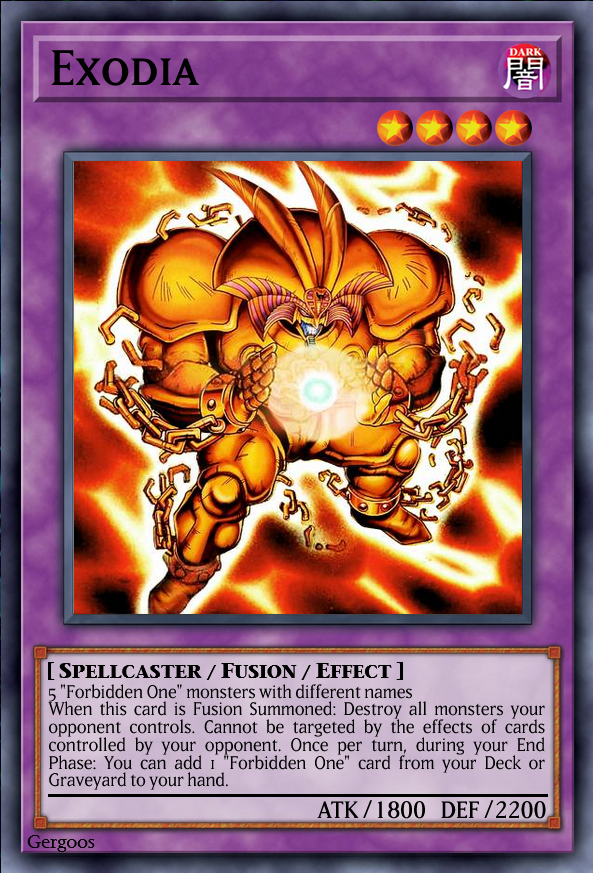 Exodia
DARK
闇
[ Spellcaster / Fusion / Effect ]
5 "Forbidden One" monsters with different names
When this card is Fusion Summoned: Destroy all monsters your
opponent controls. Cannot be targeted by the effects of cards
controlled by your opponent. Once per turn, during your End
Phase: You can add 1 "Forbidden One" card from your Deck or
Graveyard to your hand.
ATK / 1800 DEF / 2200
Gergoos